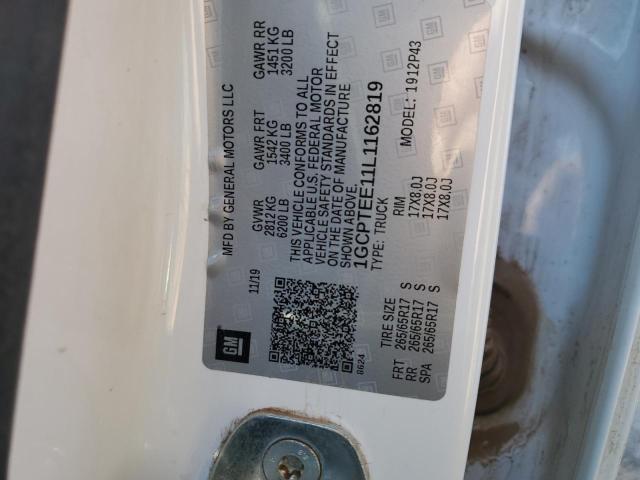 MFD BY GENERAL MOTORS LLC
11/19
GVWR
2812 KG
6200 LB
GAWR FRT
1542 KG
3400 LB
GAWR RR
1451 KG
3200 LB
THIS VEHICLE CONFORMS TO ALL
APPLICABLE U.S. FEDERAL MOTOR
VEHICLE SAFETY STANDARDS IN EFFECT
ON THE DATE OF MANUFACTURE
SHOWN ABOVE.
1GCPTEE11L1162819
TYPE: TRUCK
MODEL: 1912P43
GM
8624
TIRE SIZE
RIM
FRT 265/65R17 S 17X8.0J
RR 265/65R17 S 17X8.0J
SPA 265/65R17 S 17X8.0J